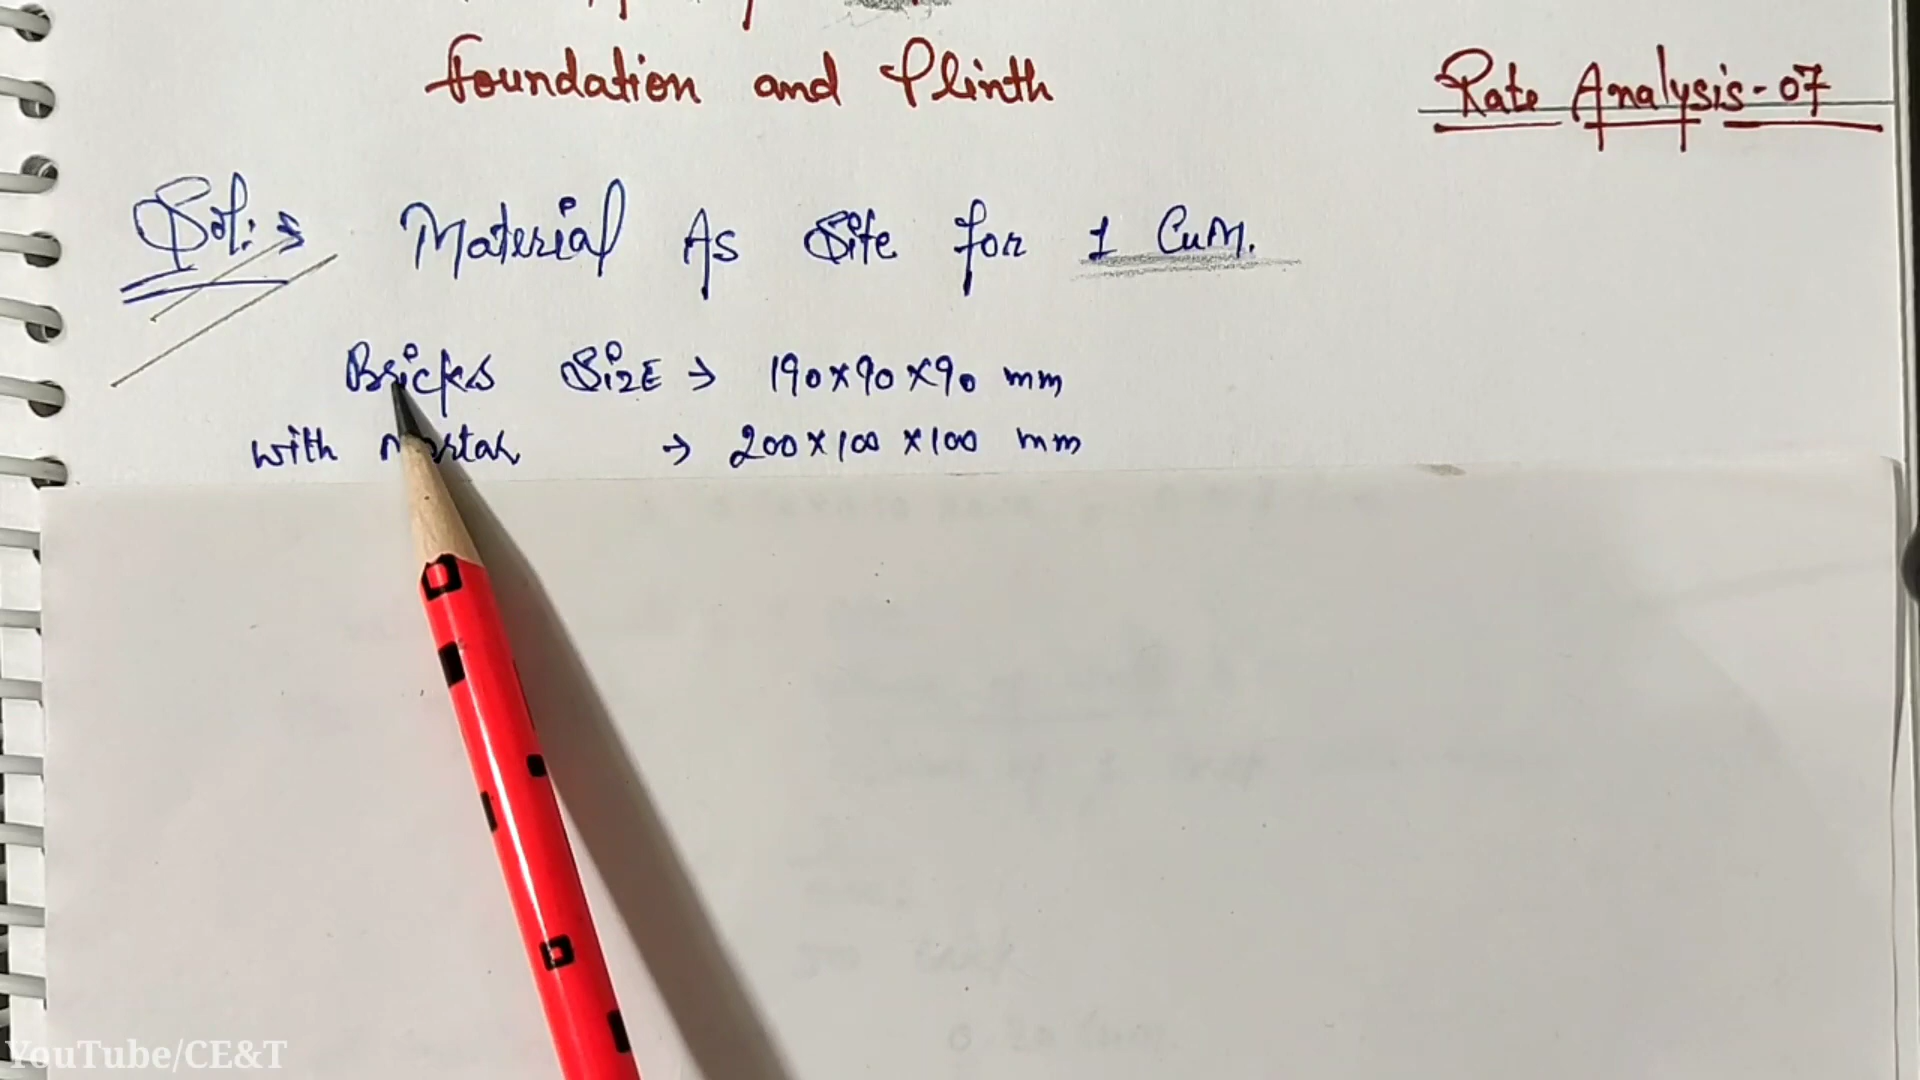 Foundation and Plinth
Rate Analysis-07
Sol:→ Material As Site for 1 CuM.
Bricks Size → 190×90×90 mm
with mortar → 200×100×100 mm
YouTube/CE&T